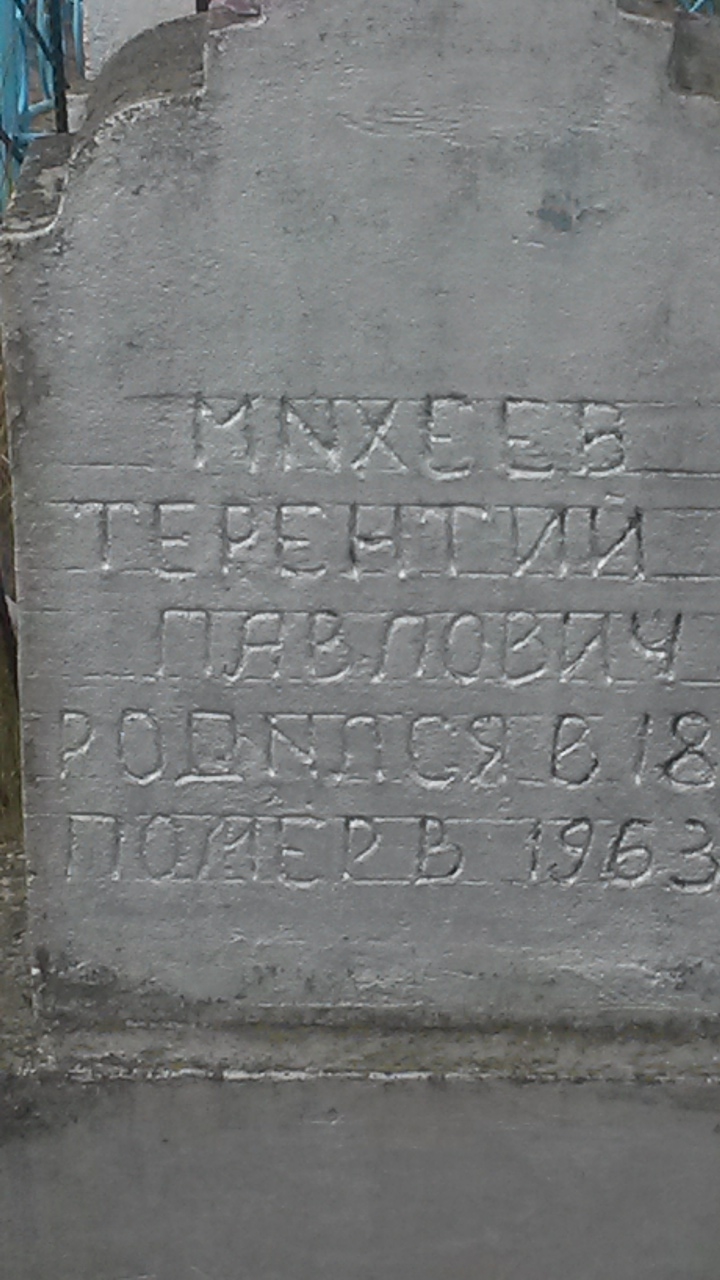 МИХЕЕВ
ТЕРЕНТИЙ
ПАВЛОВИЧ
РОДИЛСЯ В 18
ПОМЕР В 1963